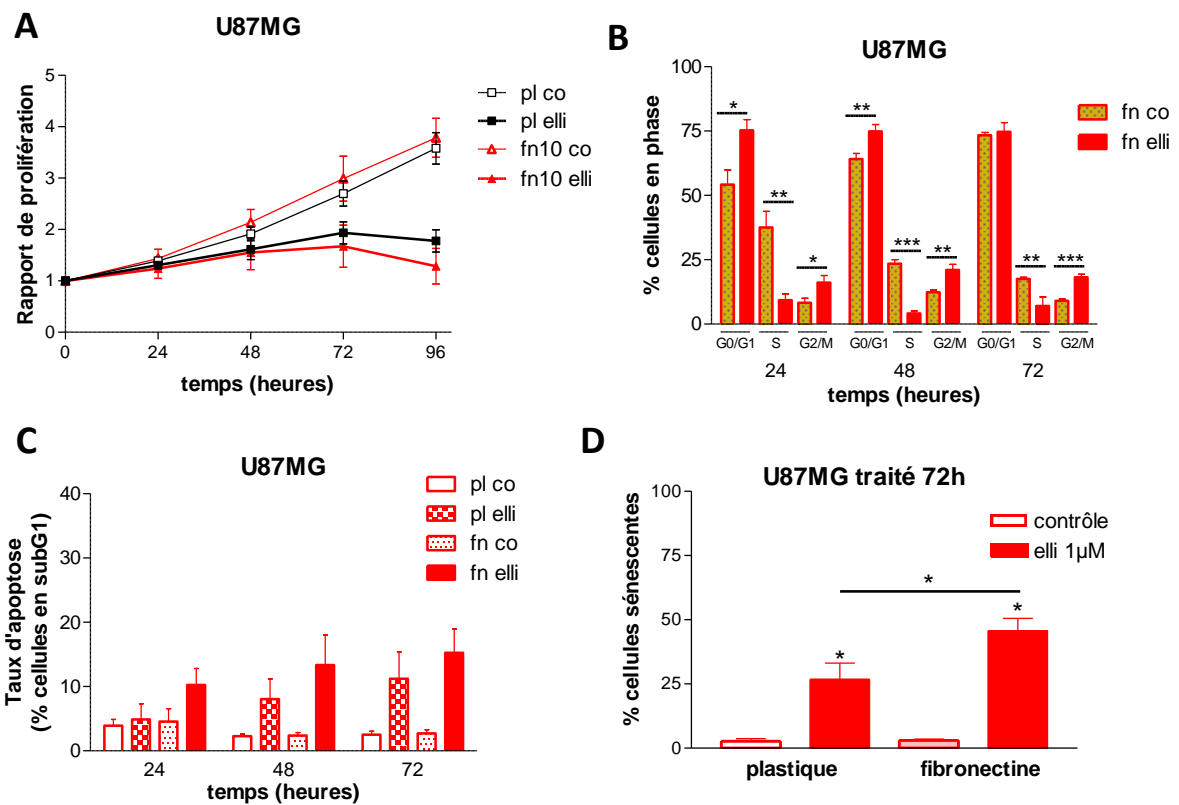 A
U87MG
Rapport de prolifération
5
4
3
2
1
0
0
24
48
72
96
temps (heures)
pl co
pl elli
fn10 co
fn10 elli
B
U87MG
% cellules en phase
100
75
50
25
0
*
**
*
**
***
**
**
***
G0/G1
S
G2/M
G0/G1
S
G2/M
G0/G1
S
G2/M
24
48
72
temps (heures)
fn co
fn elli
C
U87MG
Taux d'apoptose
(% cellules en subG1)
40
30
20
10
0
24
48
72
temps (heures)
pl co
pl elli
fn co
fn elli
D
U87MG traité 72h
% cellules sénescentes
100
75
50
25
0
*
*
*
plastique
fibronectine
contrôle
elli 1µM